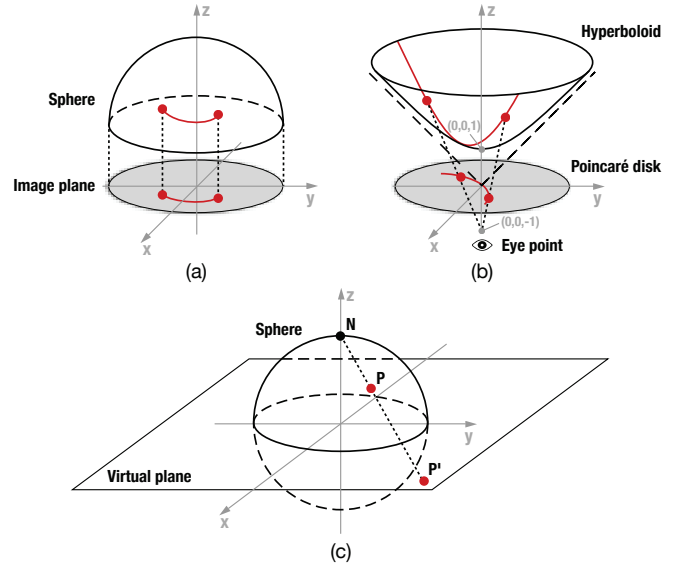 z
Sphere
Image plane
y
x
(a)
z
Hyperboloid
(0,0,1)
Poincaré disk
y
x
(0,0,-1)
Eye point
(b)
z
Sphere
N
P
y
Virtual plane
P'
x
(c)